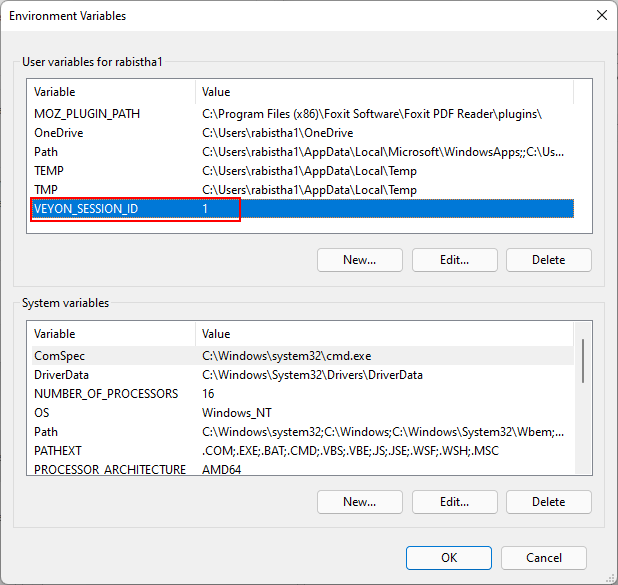 Environment Variables
User variables for rabistha1
Variable Value
MOZ_PLUGIN_PATH C:\Program Files (x86)\Foxit Software\Foxit PDF Reader\plugins\
OneDrive C:\Users\rabistha1\OneDrive
Path C:\Users\rabistha1\AppData\Local\Microsoft\WindowsApps;;C:\Us...
TEMP C:\Users\rabistha1\AppData\Local\Temp
TMP C:\Users\rabistha1\AppData\Local\Temp
VEYON_SESSION_ID 1
New... Edit... Delete
System variables
Variable Value
ComSpec C:\Windows\system32\cmd.exe
DriverData C:\Windows\System32\Drivers\DriverData
NUMBER_OF_PROCESSORS 16
OS Windows_NT
Path C:\Windows\system32;C:\Windows;C:\Windows\System32\Wbem;...
PATHEXT .COM;.EXE;.BAT;.CMD;.VBS;.VBE;.JS;.JSE;.WSF;.WSH;.MSC
PROCESSOR_ARCHITECTURE AMD64
New... Edit... Delete
OK Cancel